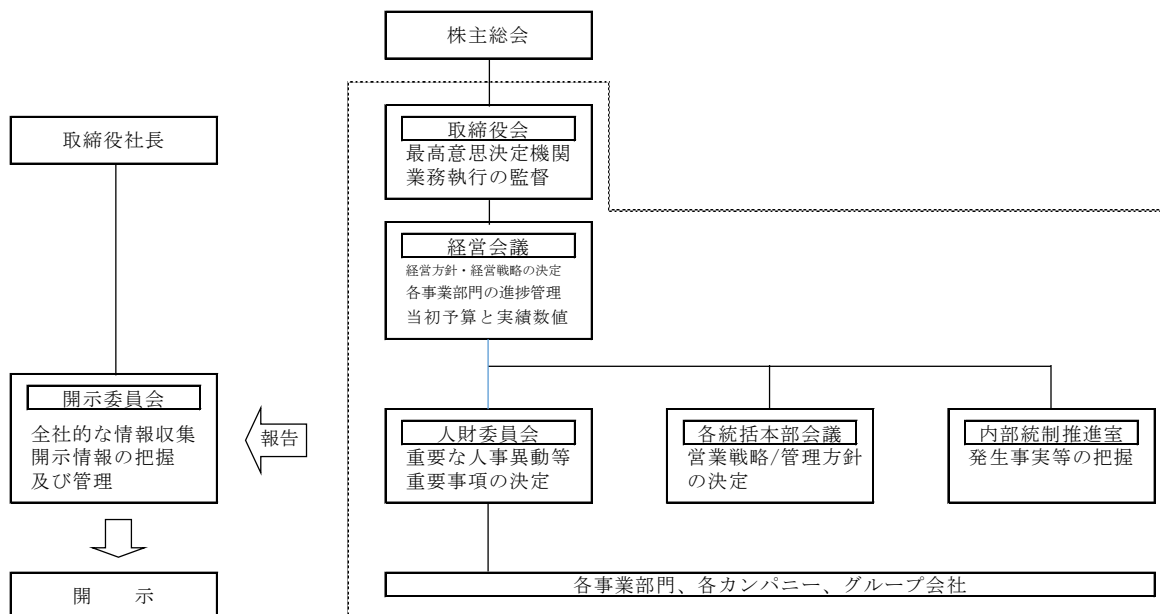 株主総会
取締役会
最高意思決定機関
業務執行の監督
取締役社長
経営会議
経営方針・経営戦略の決定
各事業部門の進捗管理
当初予算と実績数値
開示委員会
全社的な情報収集
開示情報の把握
及び管理
報告
人財委員会
重要な人事異動等
重要事項の決定
各統括本部会議
営業戦略/管理方針
の決定
内部統制推進室
発生事実等の把握
開　示
各事業部門、各カンパニー、グループ会社